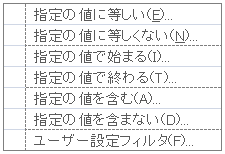 指定の値に等しい(E)...
指定の値に等しくない(N)...
指定の値で始まる(I)...
指定の値で終わる(T)...
指定の値を含む(A)...
指定の値を含まない(D)...
ユーザー設定フィルタ(F)...